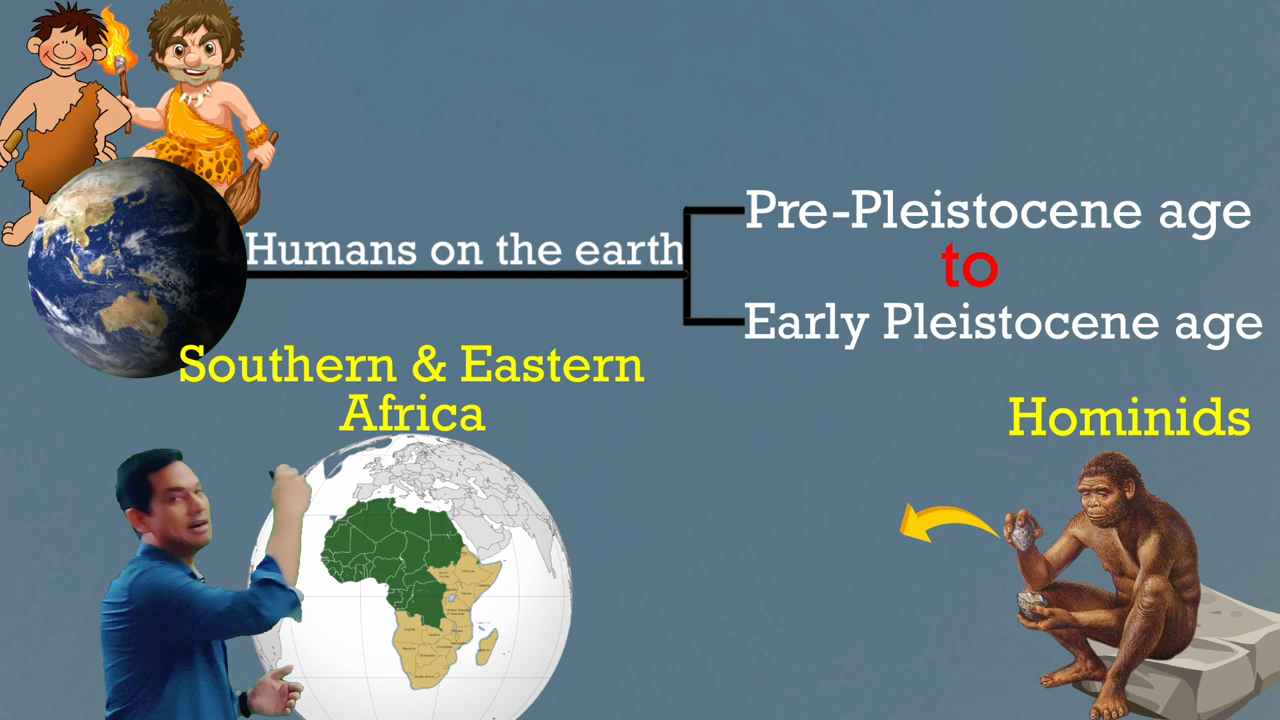 Humans on the earth
Pre-Pleistocene age
to
Early Pleistocene age
Southern & Eastern
Africa
Hominids